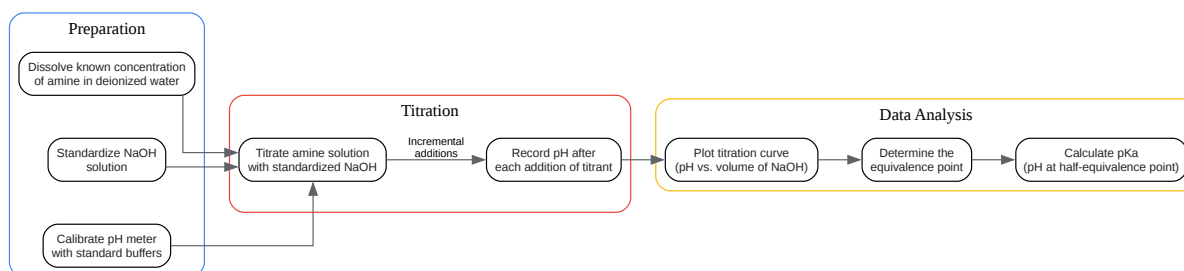 Preparation
Dissolve known concentration
of amine in deionized water
Standardize NaOH
solution
Calibrate pH meter
with standard buffers
Titration
Titrate amine solution
with standardized NaOH
Incremental
additions
Record pH after
each addition of titrant
Data Analysis
Plot titration curve
(pH vs. volume of NaOH)
Determine the
equivalence point
Calculate pKa
(pH at half-equivalence point)